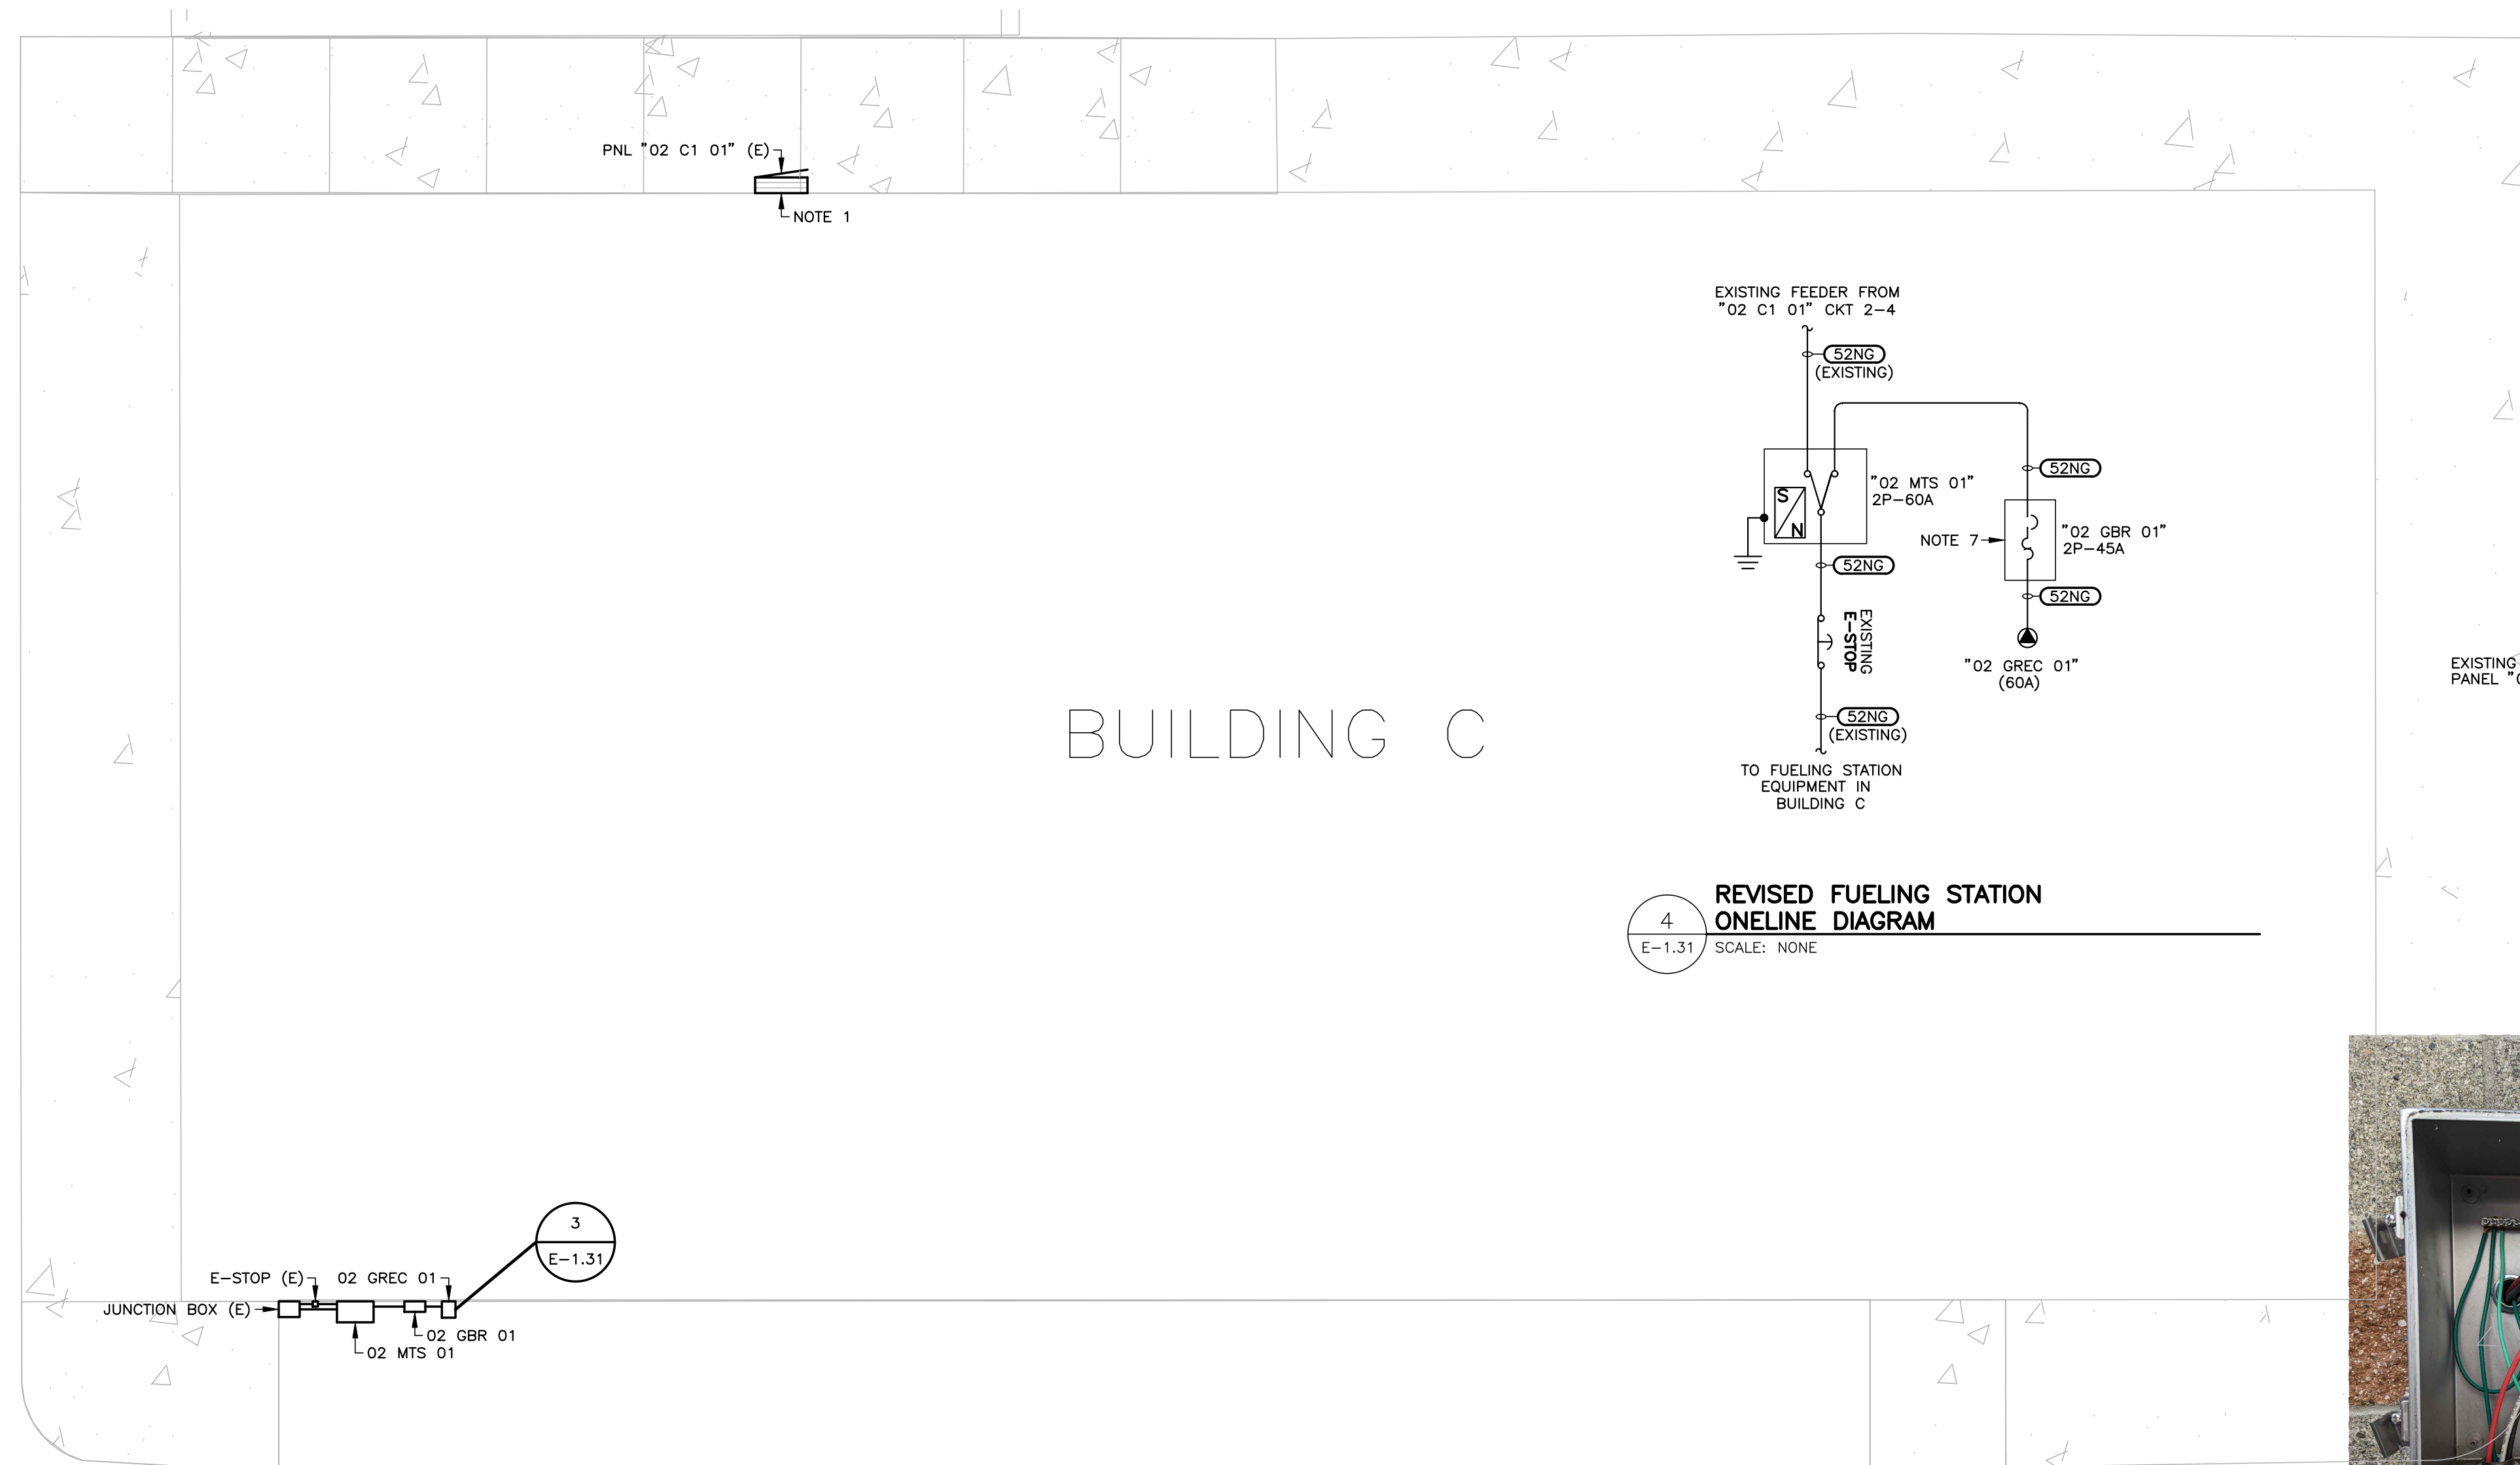 PNL "02 C1 01" (E)
NOTE 1
EXISTING FEEDER FROM
"02 C1 01" CKT 2-4
52NG
(EXISTING)
52NG
"02 MTS 01"
2P-60A
S
N
NOTE 7
"02 GBR 01"
2P-45A
52NG
52NG
EXISTING
E-STOP
"02 GREC 01"
(60A)
52NG
(EXISTING)
TO FUELING STATION
EQUIPMENT IN
BUILDING C
EXISTING
PANEL "
BUILDING C
4
E-1.31
REVISED FUELING STATION
ONELINE DIAGRAM
SCALE: NONE
3
E-1.31
E-STOP (E)
02 GREC 01
JUNCTION BOX (E)
02 GBR 01
02 MTS 01